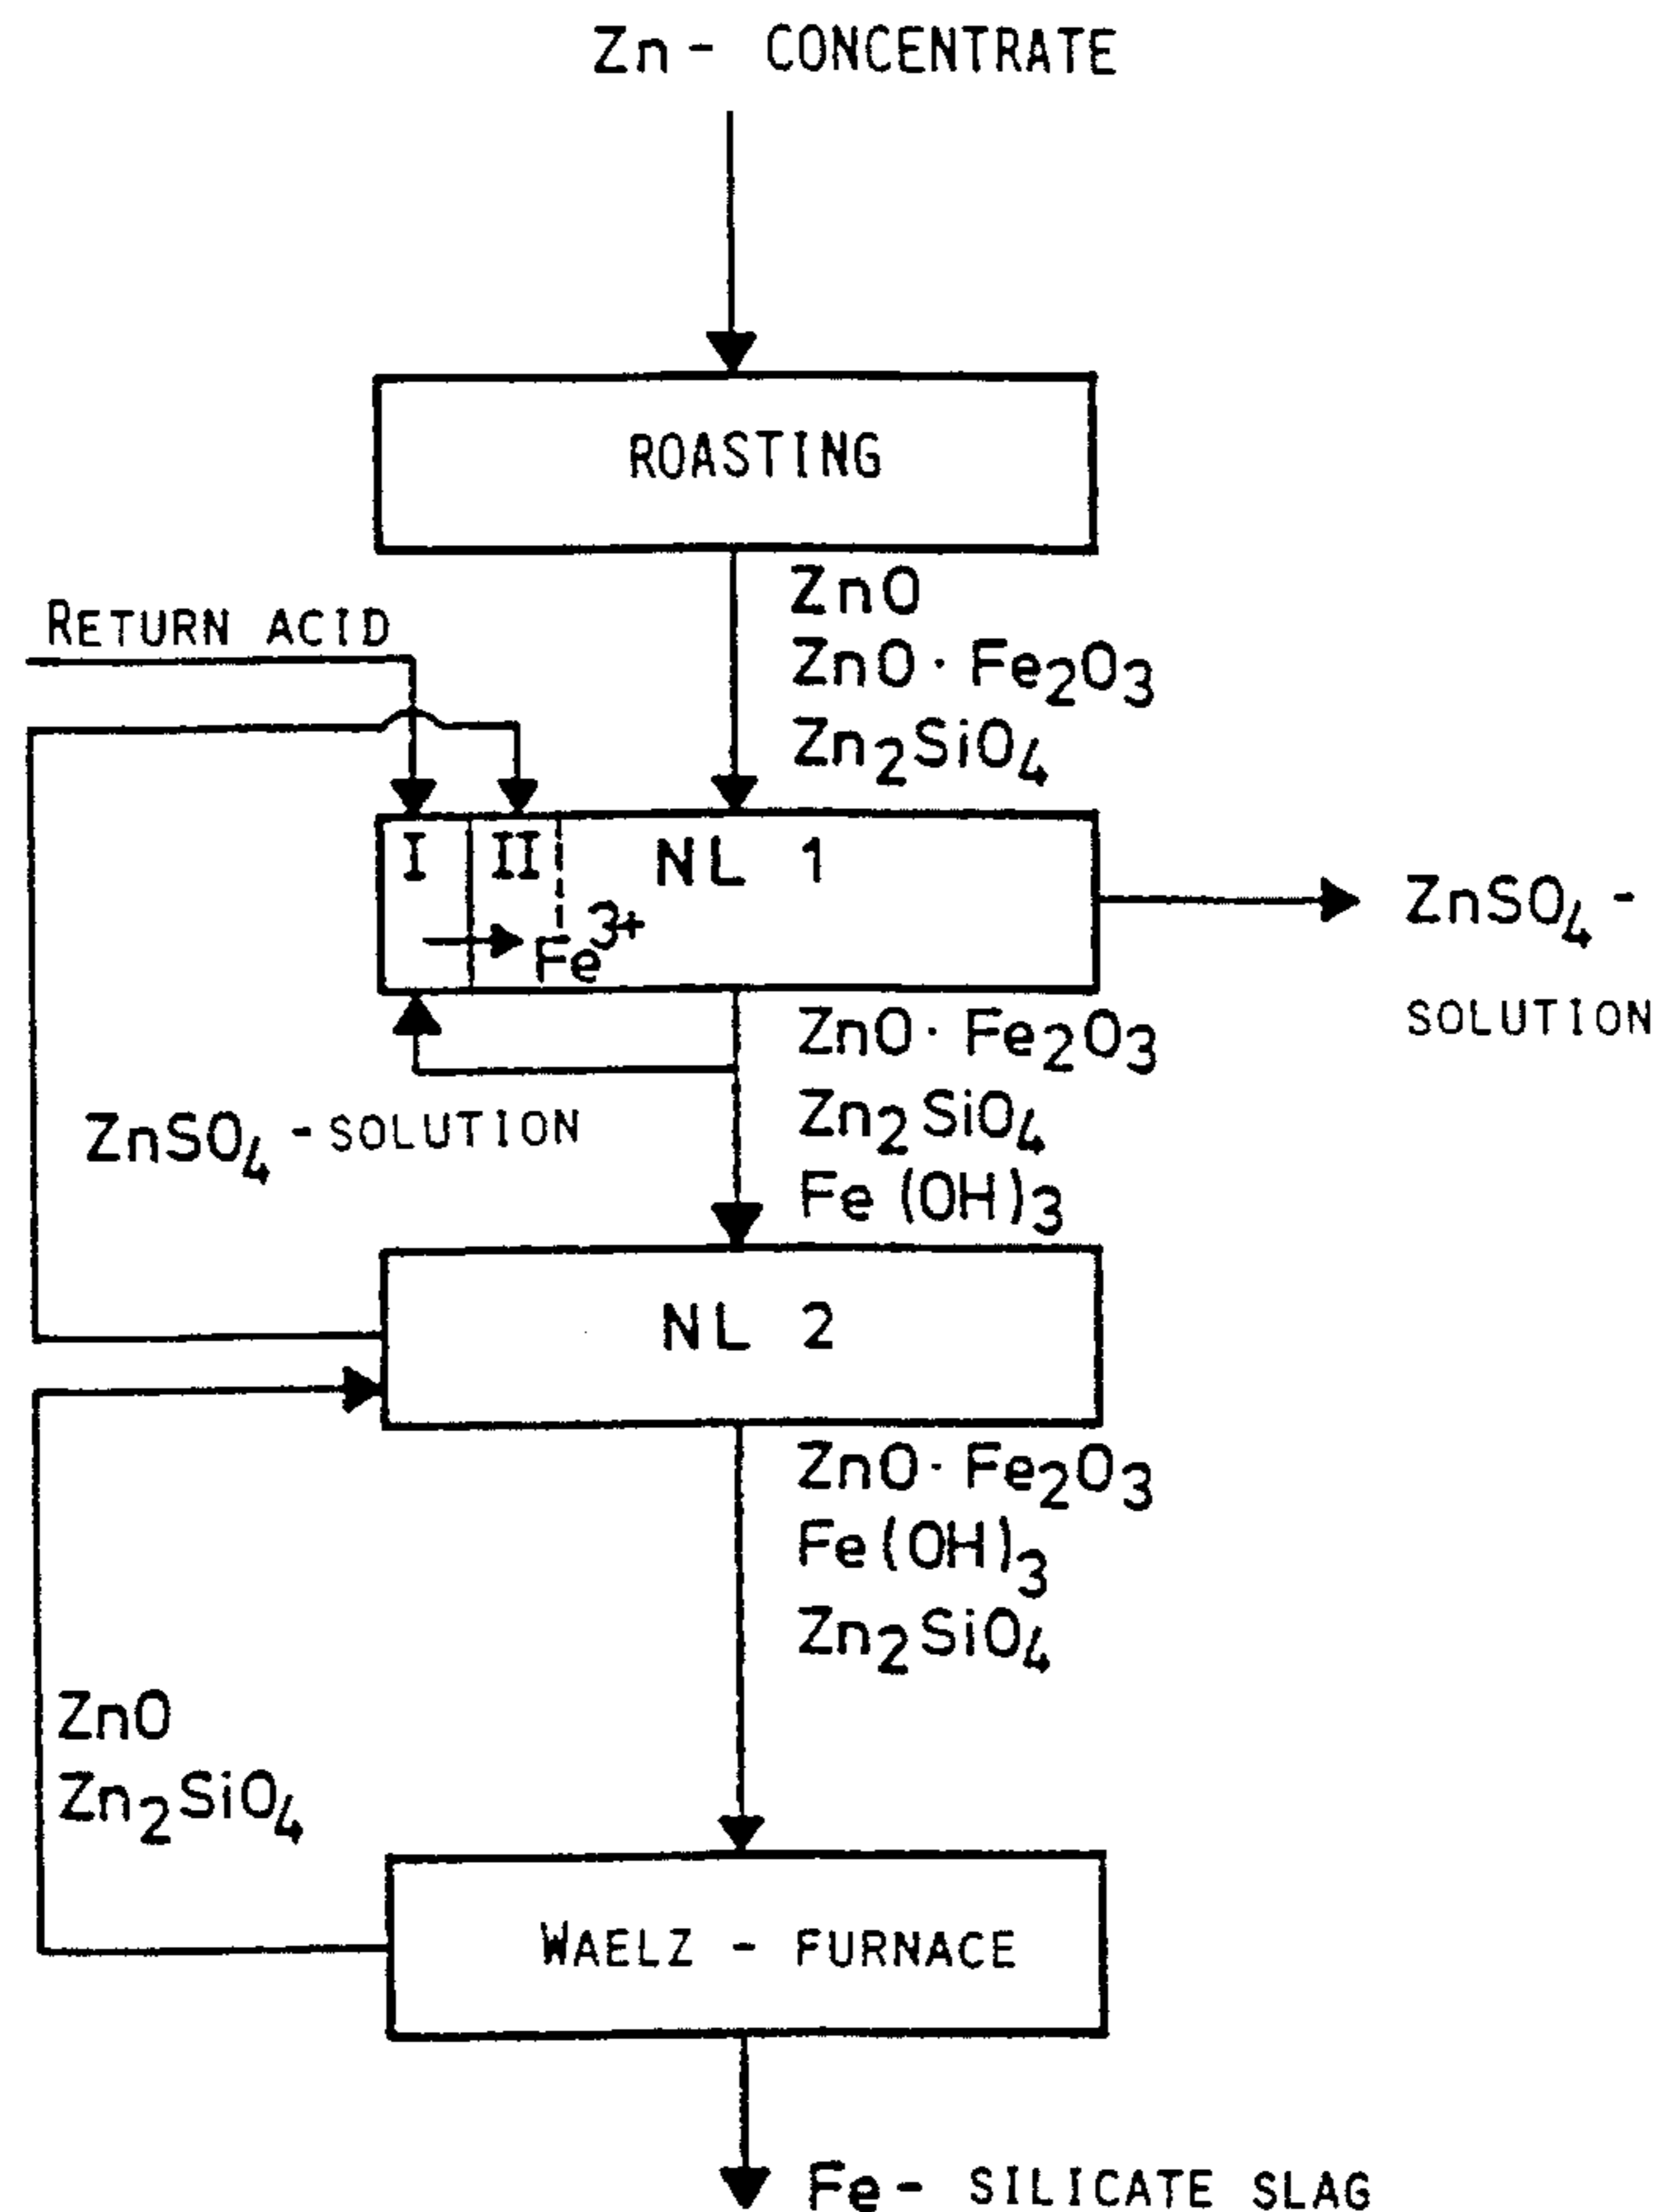 Zn - CONCENTRATE
ROASTING
ZnO
ZnO · Fe₂O₃
Zn₂SiO₄
RETURN ACID
I II NL 1
Fe³⁺
ZnSO₄ -
SOLUTION
ZnO · Fe₂O₃
Zn₂SiO₄
Fe(OH)₃
ZnSO₄ - SOLUTION
NL 2
ZnO · Fe₂O₃
Fe(OH)₃
Zn₂SiO₄
ZnO
Zn₂SiO₄
WAELZ - FURNACE
Fe - SILICATE SLAG